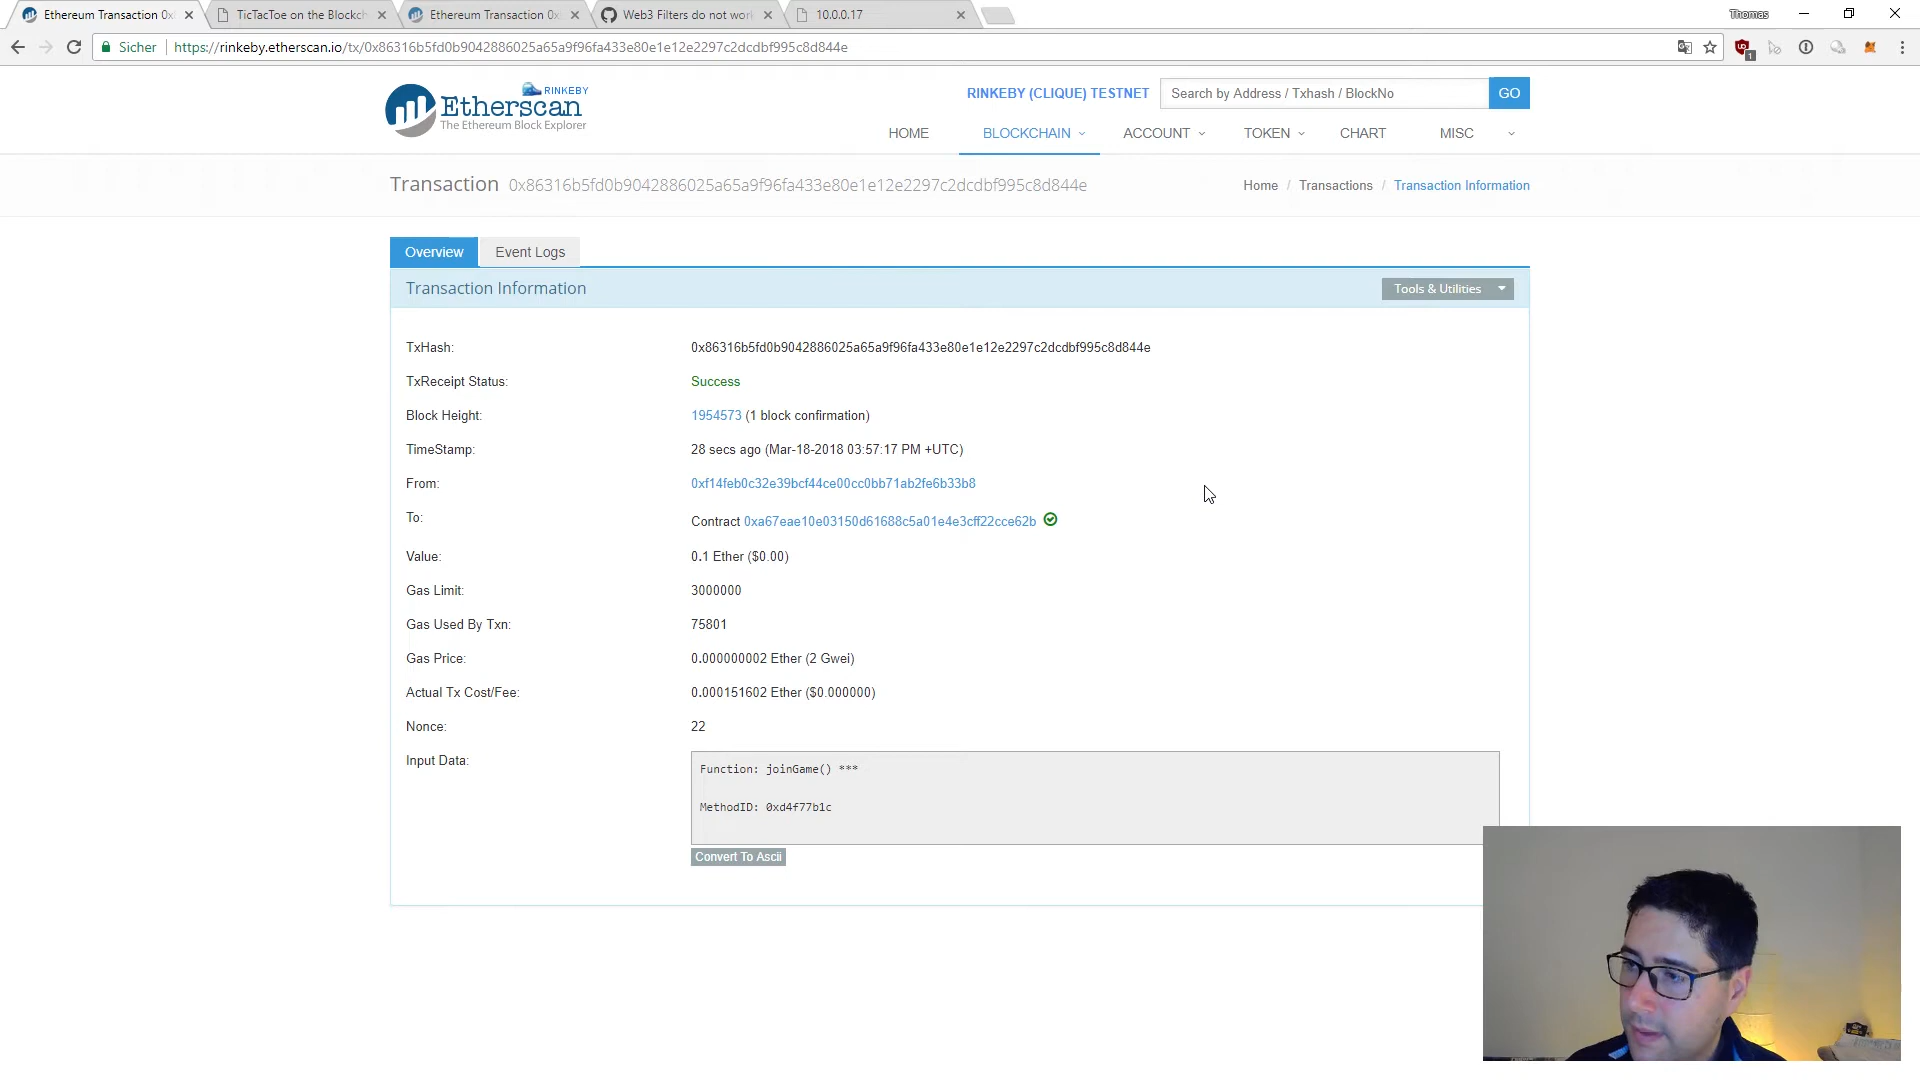 Ethereum Transaction 0x
TicTacToe on the Blockch
Ethereum Transaction 0x
Web3 Filters do not wor
10.0.0.17
Thomas
Sicher
https://rinkeby.etherscan.io/tx/0x86316b5fd0b9042886025a65a9f96fa433e80e1e12e2297c2dcdbf995c8d844e
1
RINKEBY
Etherscan
The Ethereum Block Explorer
RINKEBY (CLIQUE) TESTNET
Search by Address / Txhash / BlockNo
GO
HOME
BLOCKCHAIN
ACCOUNT
TOKEN
CHART
MISC
Transaction 0x86316b5fd0b9042886025a65a9f96fa433e80e1e12e2297c2dcdbf995c8d844e
Home / Transactions / Transaction Information
Overview
Event Logs
Transaction Information
Tools & Utilities
TxHash: 0x86316b5fd0b9042886025a65a9f96fa433e80e1e12e2297c2dcdbf995c8d844e
TxReceipt Status: Success
Block Height: 1954573 (1 block confirmation)
TimeStamp: 28 secs ago (Mar-18-2018 03:57:17 PM +UTC)
From: 0xf14feb0c32e39bcf44ce00cc0bb71ab2fe6b33b8
To: Contract 0xa67eae10e03150d61688c5a01e4e3cff22cce62b
Value: 0.1 Ether ($0.00)
Gas Limit: 3000000
Gas Used By Txn: 75801
Gas Price: 0.000000002 Ether (2 Gwei)
Actual Tx Cost/Fee: 0.000151602 Ether ($0.000000)
Nonce: 22
Input Data:
Function: joinGame() ***
MethodID: 0xd4f77b1c
Convert To Ascii